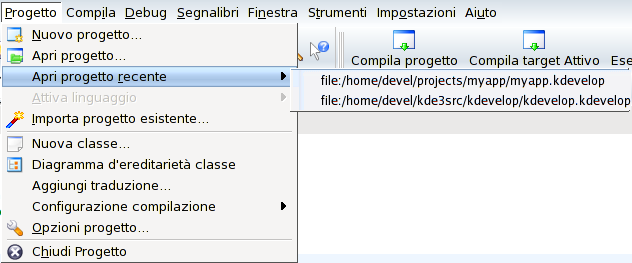 Progetto Compila Debug Segnalibri Finestra Strumenti Impostazioni Aiuto
Nuovo progetto...
Apri progetto...
Apri progetto recente
Attiva linguaggio
Importa progetto esistente...
Nuova classe...
Diagramma d'ereditarietà classe
Aggiungi traduzione...
Configurazione compilazione
Opzioni progetto...
Chiudi Progetto
Compila progetto Compila target Attivo Ese
file:/home/devel/projects/myapp/myapp.kdevelop
file:/home/devel/kde3src/kdevelop/kdevelop.kdevelop